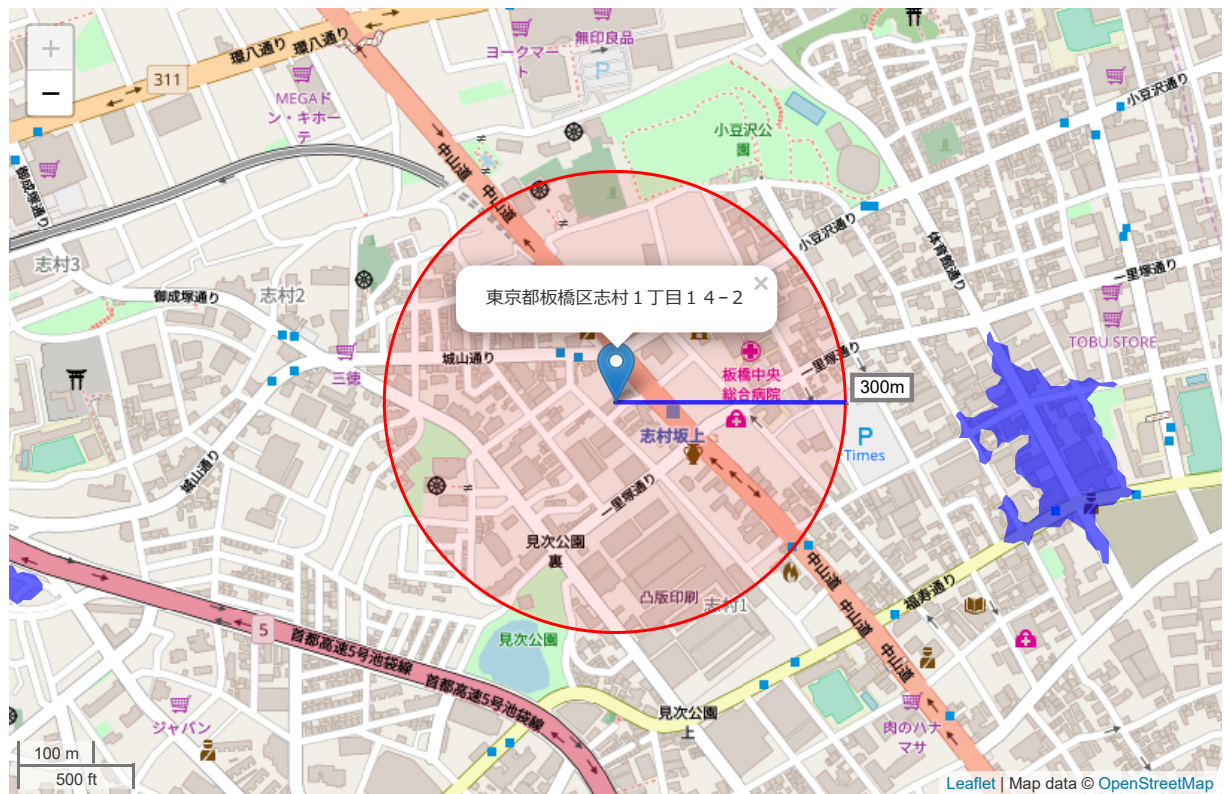 +
−
311
環八通り
環八通り
MEGAド
ン・キホー
テ
ヨークマー
ト
無印良品
P
小豆沢公
園
小豆沢通り
御成塚通り
中山道
中山道
小豆沢通り
体育館通り
一里塚通り
志村3
御成塚通り
志村2
東京都板橋区志村１丁目１４−２
×
三徳
城山通り
板橋中央
総合病院
一里塚通り
300m
TOBU STORE
志村坂上
P
Times
城山通り
一里塚通り
見次公園
裏
凸版印刷
志村1
中山道
中山道
中山道
福寿通り
5
首都高速5号池袋線
首都高速5号池袋線
見次公園
見次公園
上
ジャパン
肉のハナ
マサ
100 m
500 ft
Leaflet | Map data © OpenStreetMap